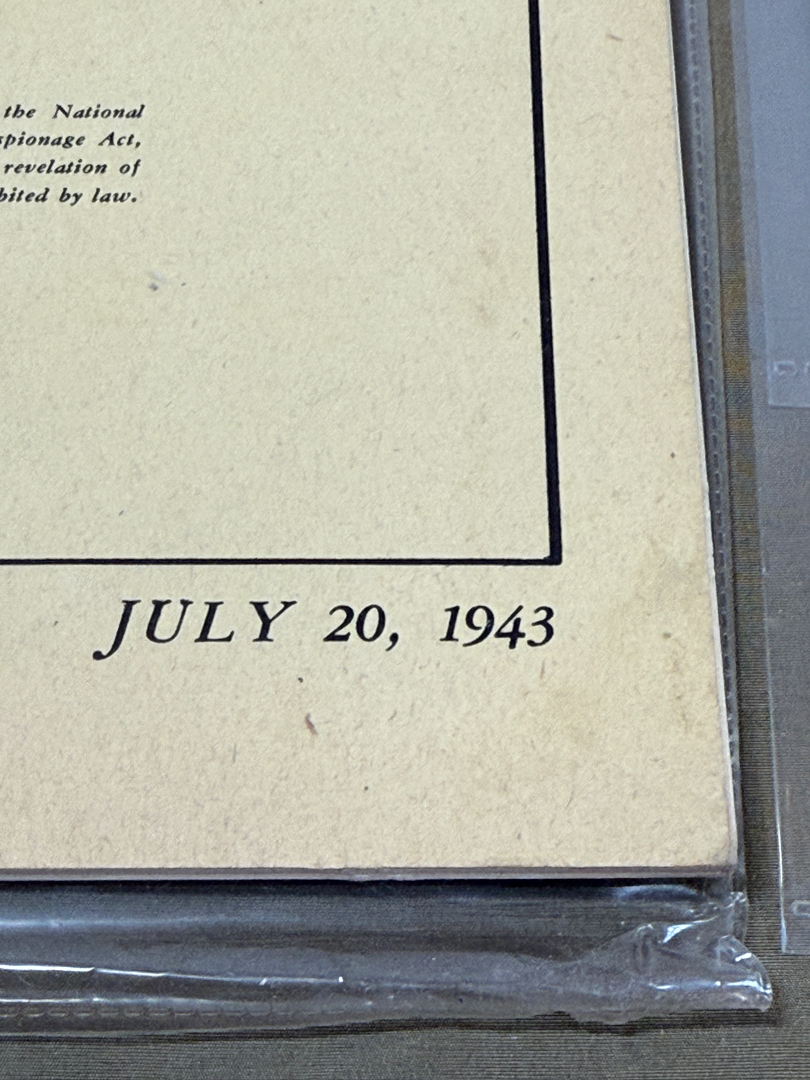 the National
spionage Act,
revelation of
bited by law.
JULY 20, 1943